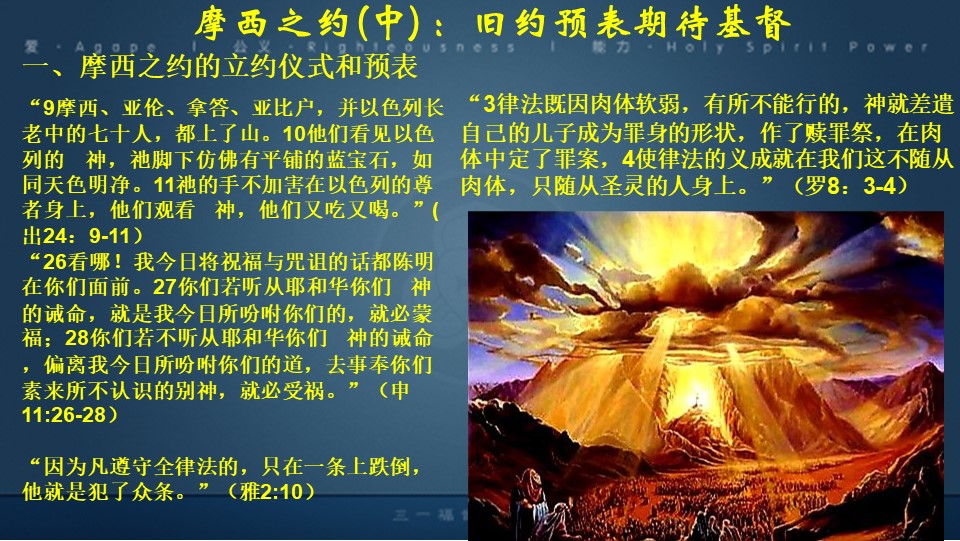 摩西之约(中)：旧约预表期待基督
爱·Agape | 公义·Righteousness | 能力·Holy Spirit Power
一、摩西之约的立约仪式和预表
“9摩西、亚伦、拿答、亚比户，并以色列长
老中的七十人，都上了山。10他们看见以色
列的　神，祂脚下仿佛有平铺的蓝宝石，如
同天色明净。11祂的手不加害在以色列的尊
者身上，他们观看　神，他们又吃又喝。”(
出24：9-11）
“26看哪！我今日将祝福与咒诅的话都陈明
在你们面前。27你们若听从耶和华你们　神
的诫命，就是我今日所吩咐你们的，就必蒙
福；28你们若不听从耶和华你们　神的诫命
，偏离我今日所吩咐你们的道，去事奉你们
素来所不认识的别神，就必受祸。”（申
11:26-28）
“因为凡遵守全律法的，只在一条上跌倒，
他就是犯了众条。”（雅2:10）
“3律法既因肉体软弱，有所不能行的，神就差遣
自己的儿子成为罪身的形状，作了赎罪祭，在肉
体中定了罪案，4使律法的义成就在我们这不随从
肉体，只随从圣灵的人身上。”（罗8：3-4）
三一福